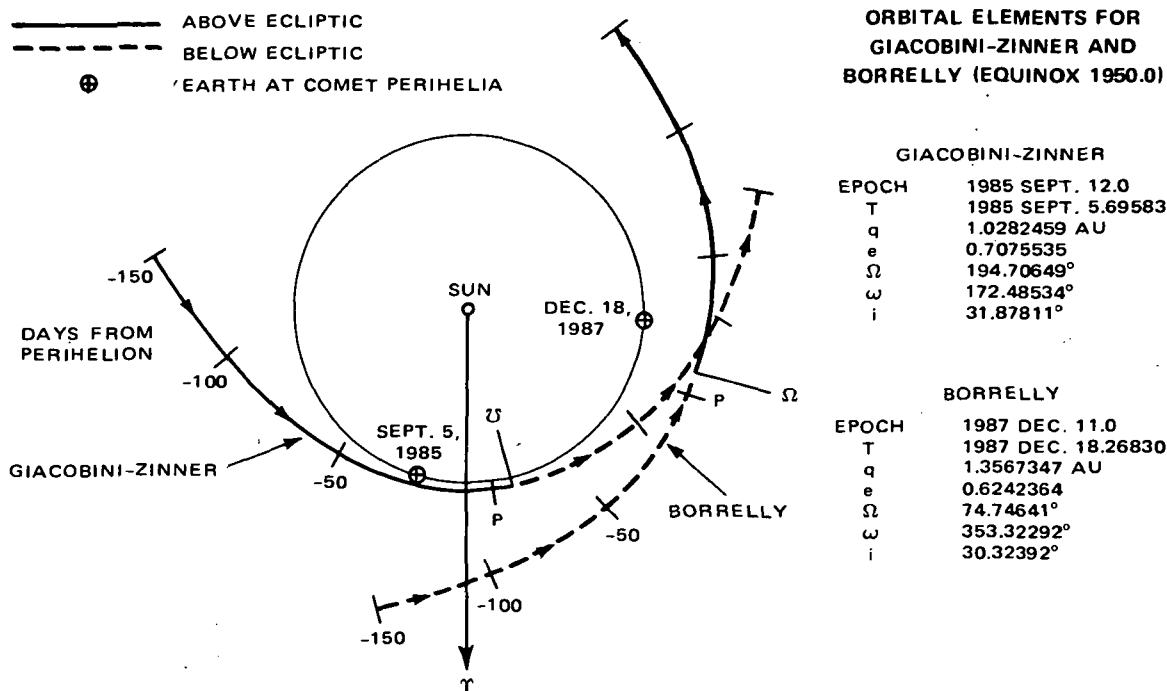 ABOVE ECLIPTIC
BELOW ECLIPTIC
EARTH AT COMET PERIHELIA
ORBITAL ELEMENTS FOR
GIACOBINI-ZINNER AND
BORRELLY (EQUINOX 1950.0)
-150
DAYS FROM
PERIHELION
-100
GIACOBINI-ZINNER
-50
SEPT. 5,
1985
SUN
DEC. 18,
1987
℧
P
Ω
P
BORRELLY
-50
-100
-150
♈
GIACOBINI-ZINNER
EPOCH 1985 SEPT. 12.0
T 1985 SEPT. 5.69583
q 1.0282459 AU
e 0.7075535
Ω 194.70649°
ω 172.48534°
i 31.87811°
BORRELLY
EPOCH 1987 DEC. 11.0
T 1987 DEC. 18.26830
q 1.3567347 AU
e 0.6242364
Ω 74.74641°
ω 353.32292°
i 30.32392°